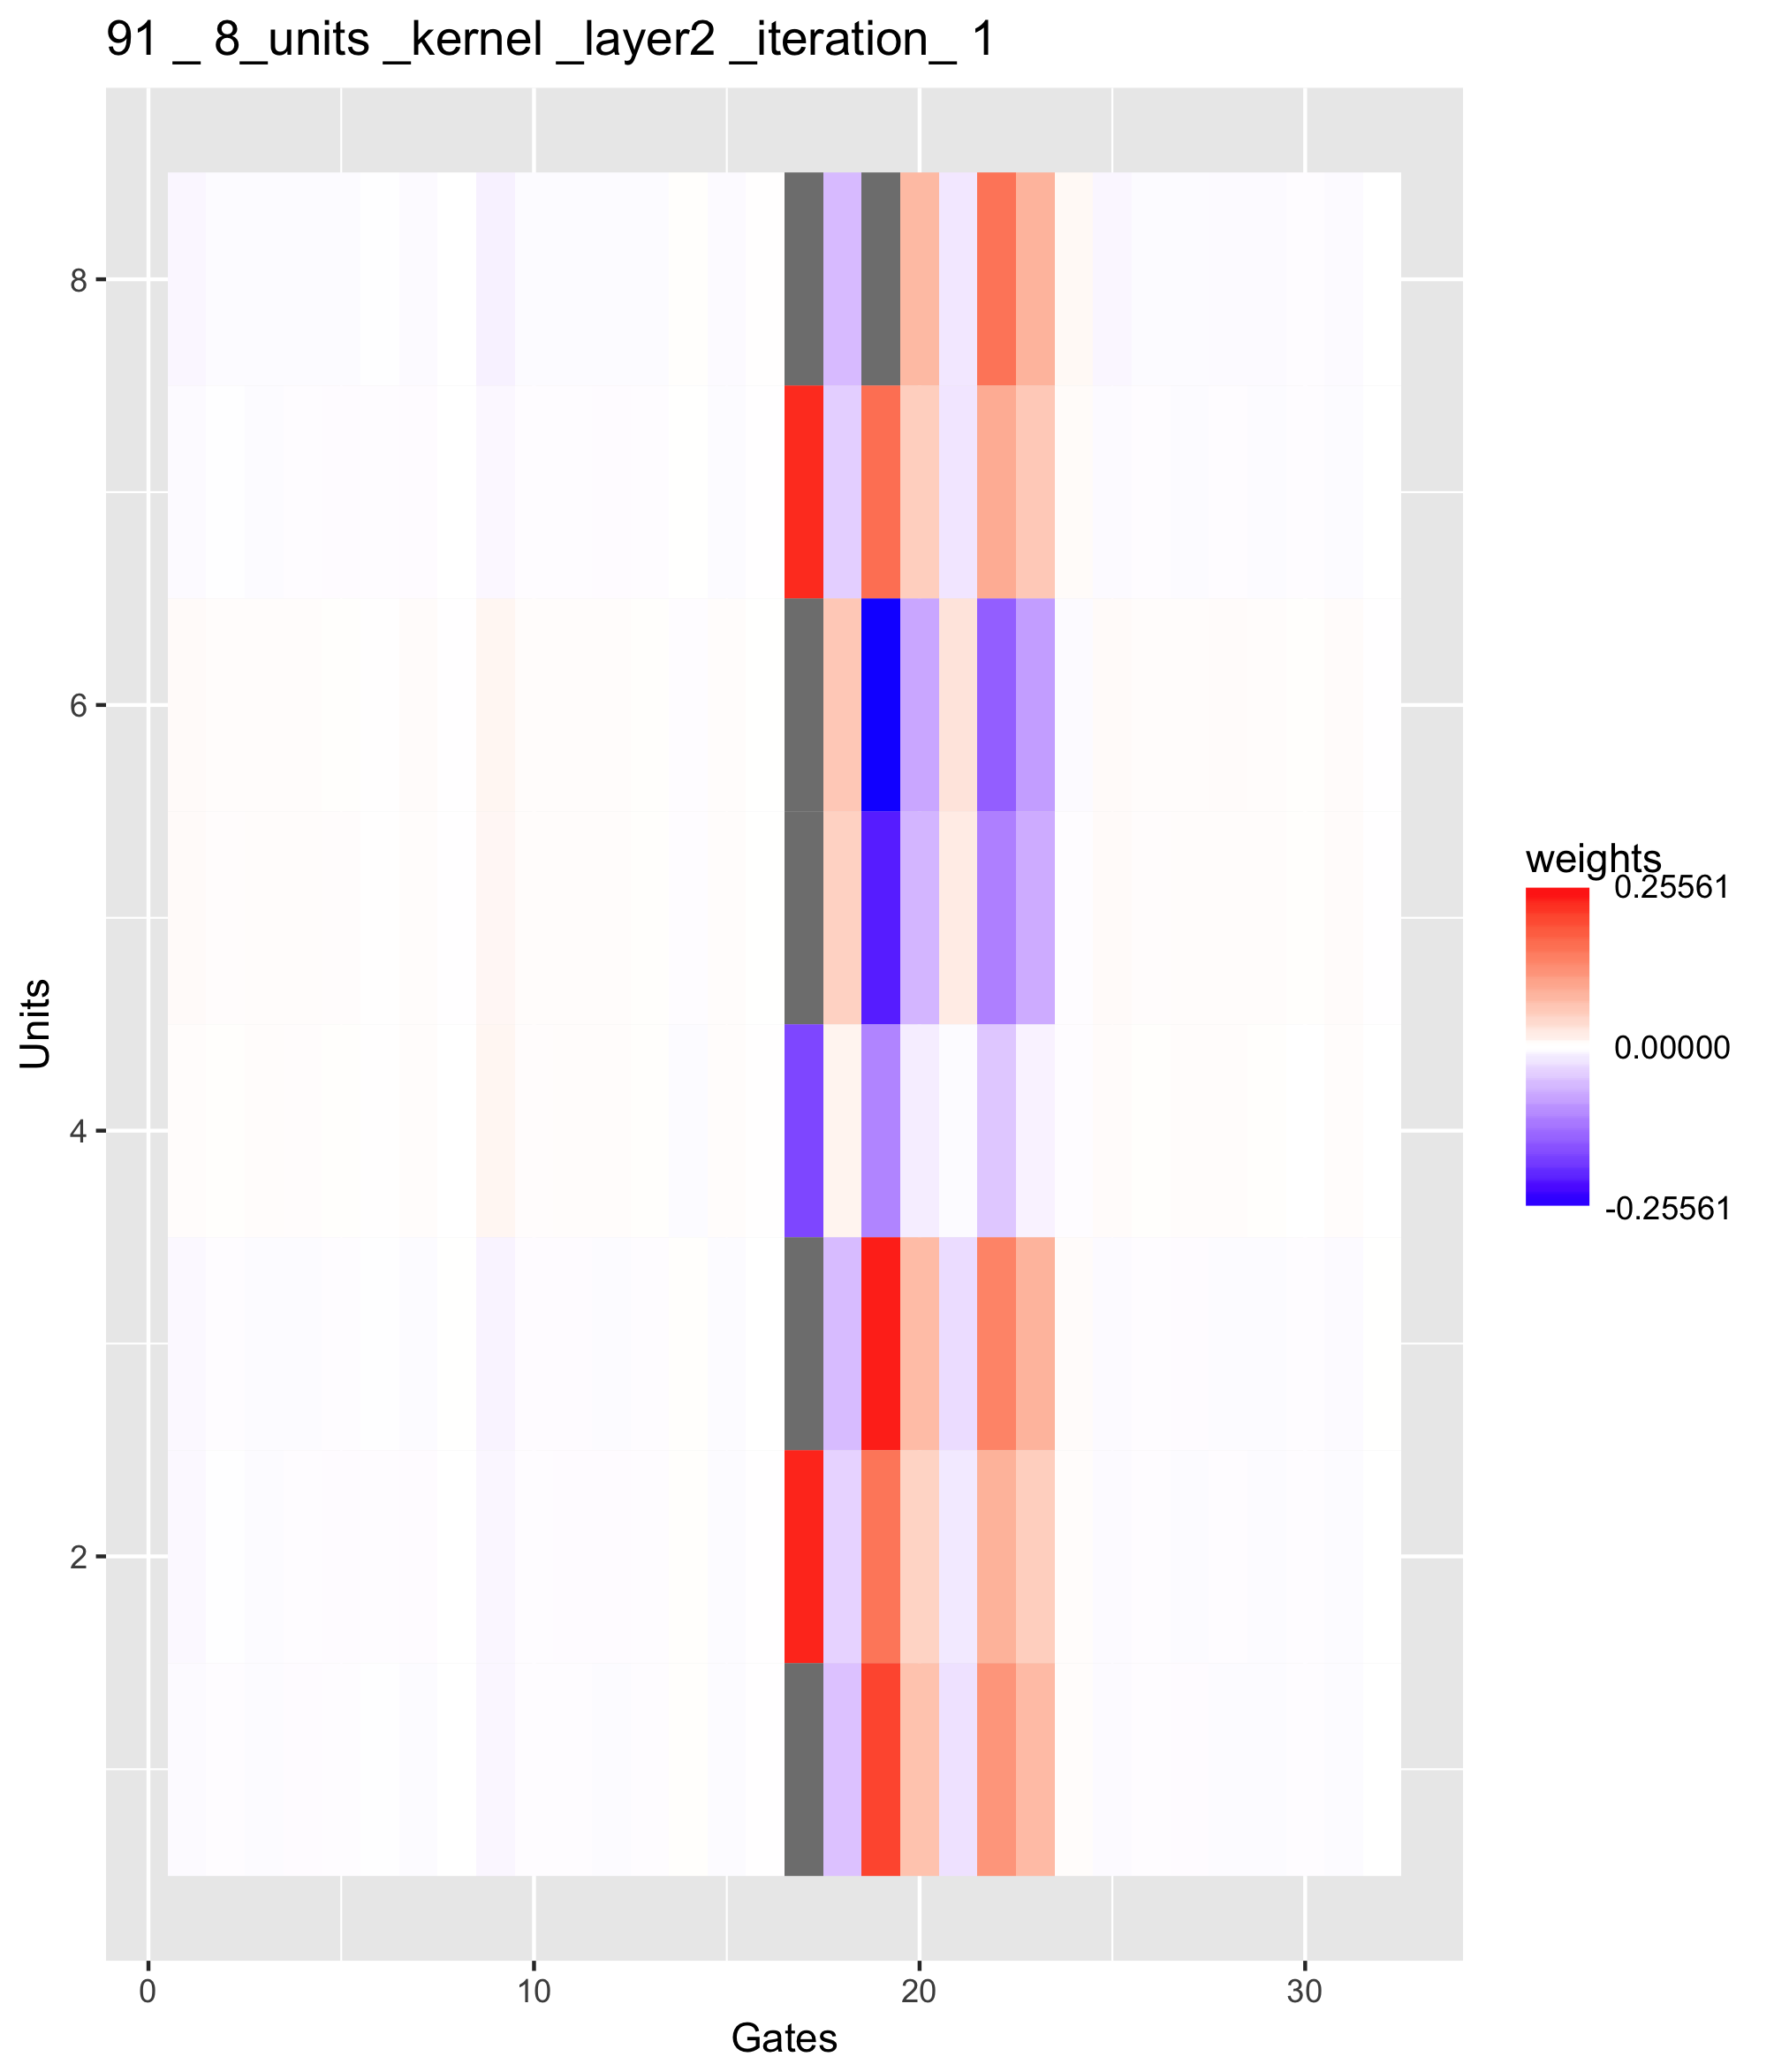 91 _ 8_units _kernel _layer2 _iteration_ 1
8
6
4
2
Units
0 10 20 30
Gates
weights
0.25561
0.00000
-0.25561